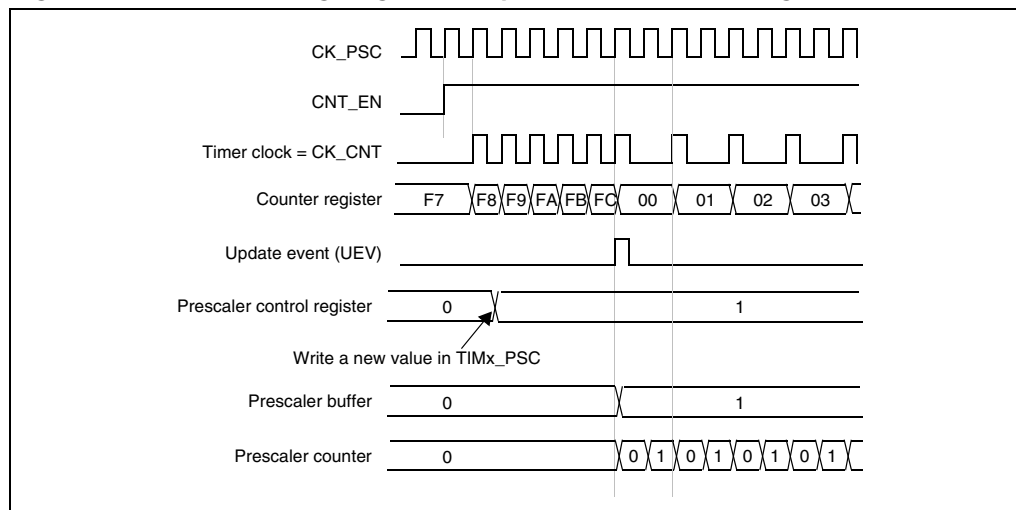 CK_PSC
CNT_EN
Timer clock = CK_CNT
Counter register F7 F8 F9 FA FB FC 00 01 02 03
Update event (UEV)
Prescaler control register 0 1
Write a new value in TIMx_PSC
Prescaler buffer 0 1
Prescaler counter 0 0 1 0 1 0 1 0 1